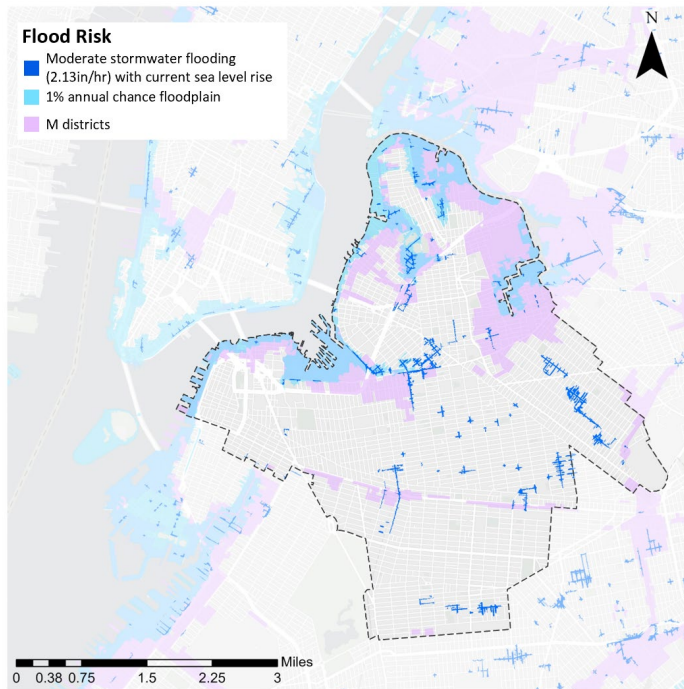 Flood Risk
Moderate stormwater flooding
(2.13in/hr) with current sea level rise
1% annual chance floodplain
M districts
N
Miles
0 0.38 0.75 1.5 2.25 3